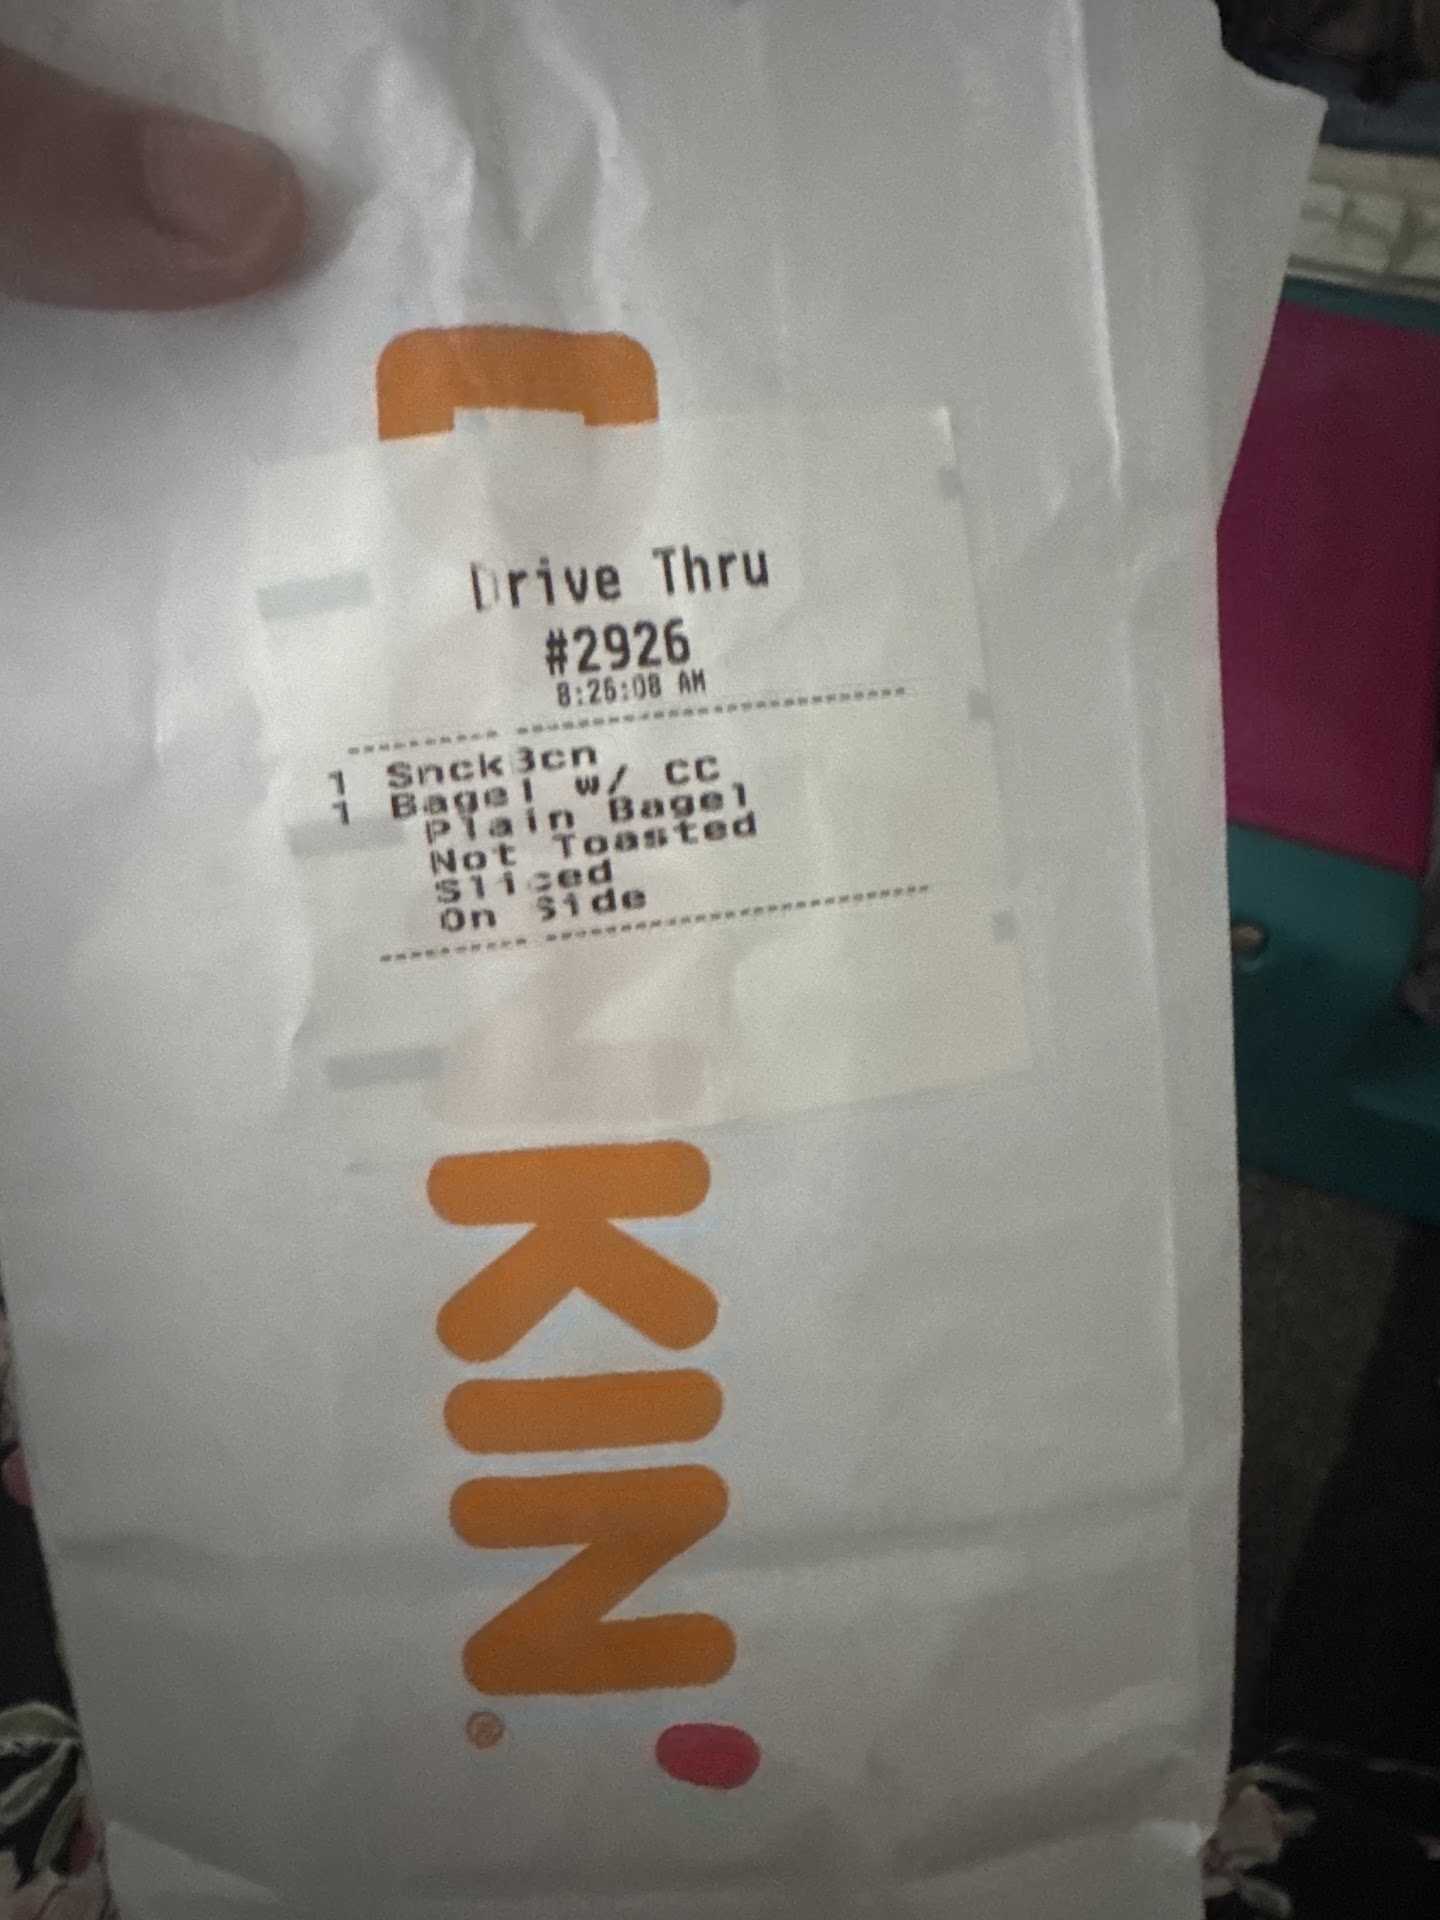 Drive Thru
#2926
8:26:08 AM
1 SnckBcn
1 Bagel w/ CC
Plain Bagel
Not Toasted
Sliced
On Side
KIN'
®